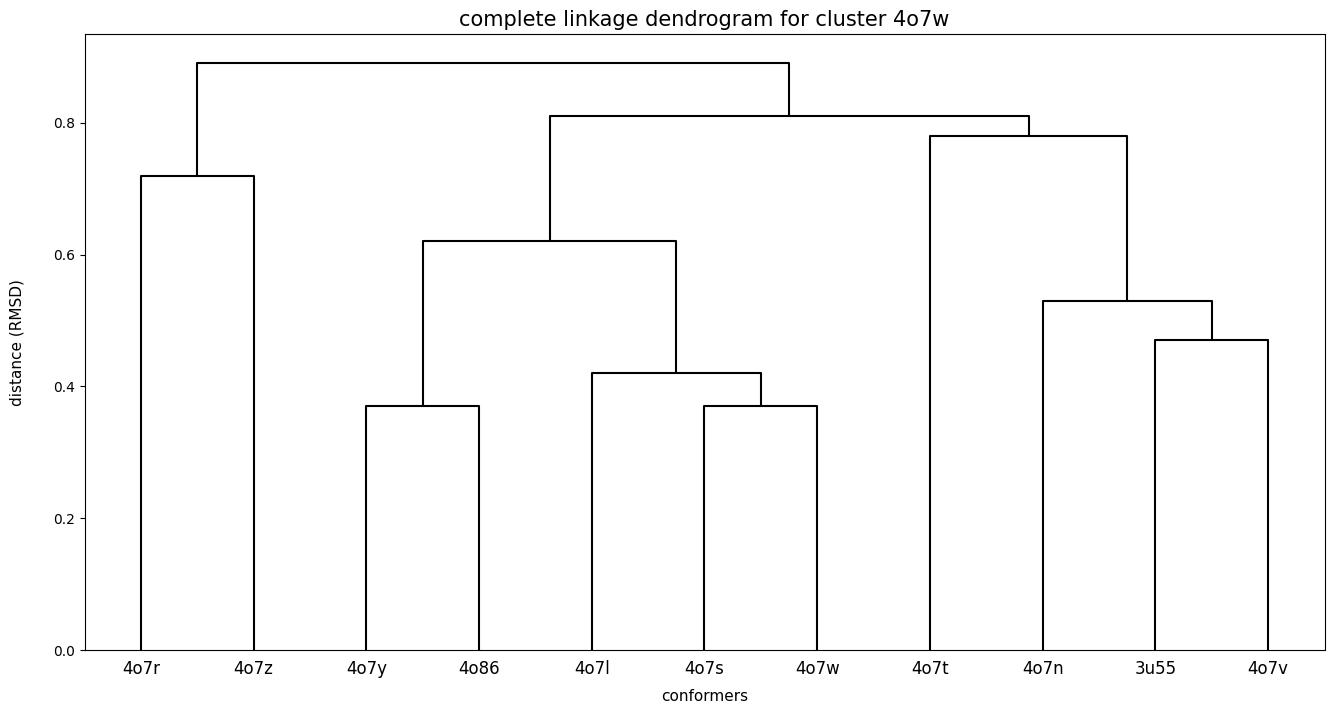 complete linkage dendrogram for cluster 4o7w
distance (RMSD)
0.8
0.6
0.4
0.2
0.0
4o7r 4o7z 4o7y 4o86 4o7l 4o7s 4o7w 4o7t 4o7n 3u55 4o7v
conformers